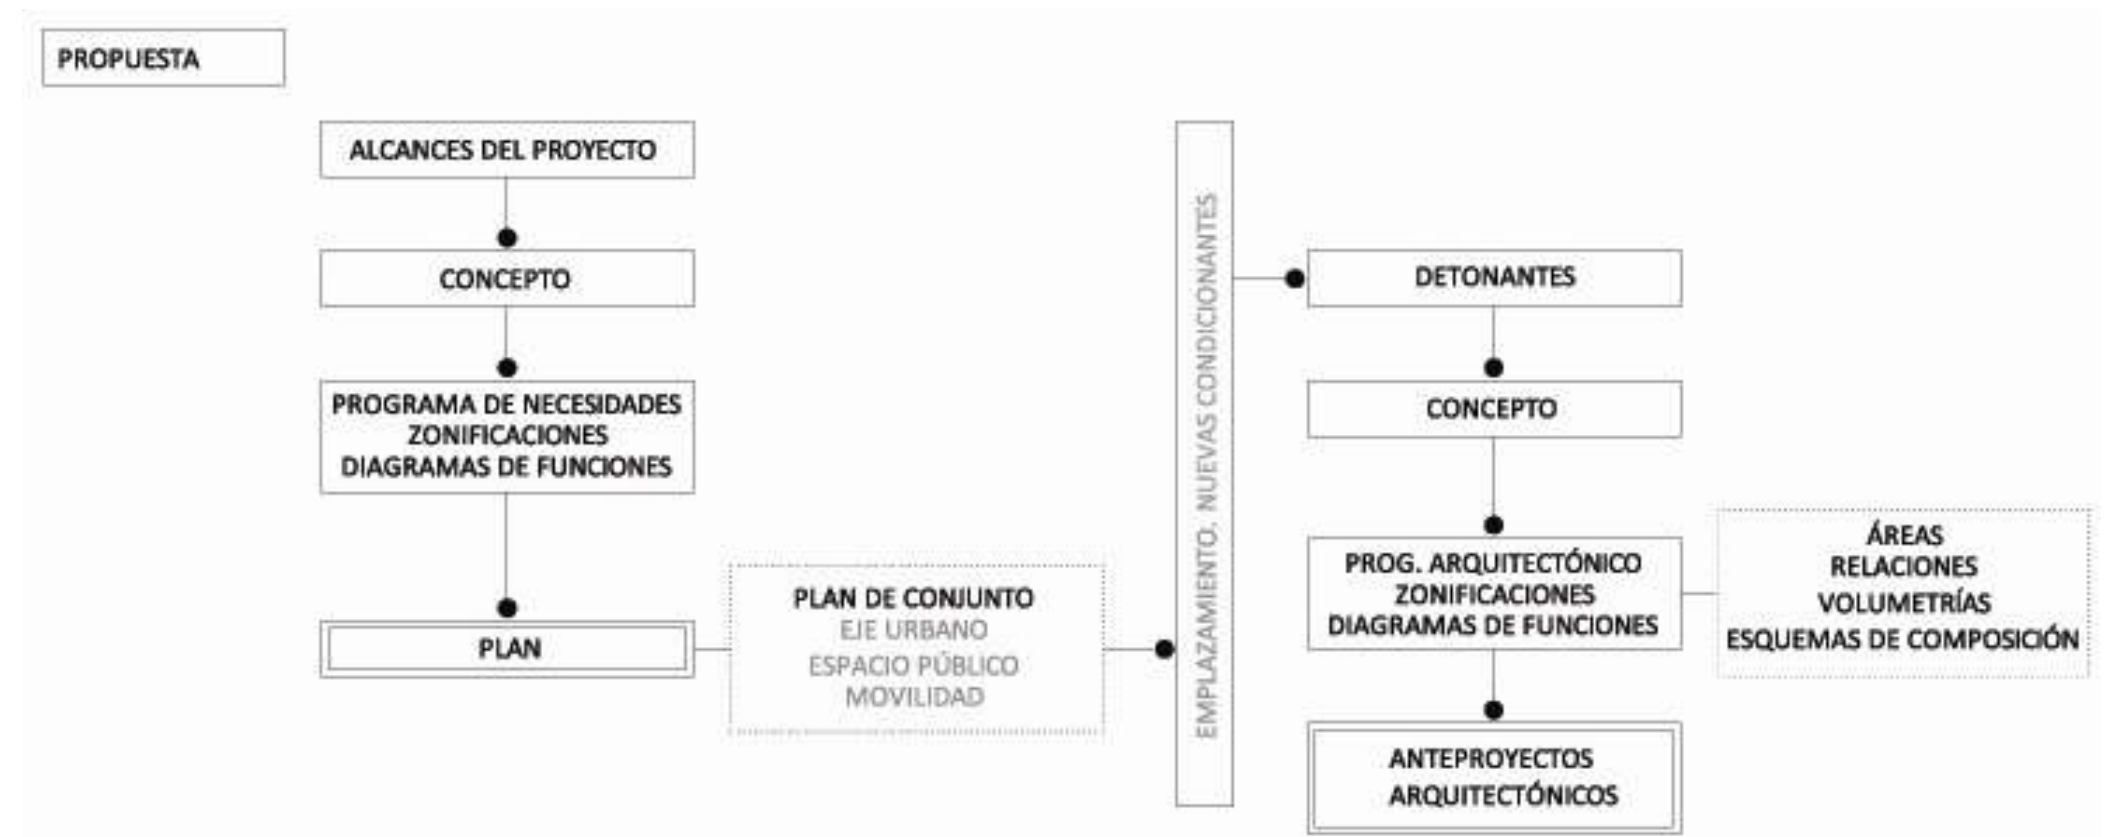 PROPUESTA
ALCANCES DEL PROYECTO
CONCEPTO
PROGRAMA DE NECESIDADES
ZONIFICACIONES
DIAGRAMAS DE FUNCIONES
PLAN
PLAN DE CONJUNTO
EJE URBANO
ESPACIO PÚBLICO
MOVILIDAD
EMPLAZAMIENTO. NUEVAS CONDICIONANTES
DETONANTES
CONCEPTO
PROG. ARQUITECTÓNICO
ZONIFICACIONES
DIAGRAMAS DE FUNCIONES
ÁREAS
RELACIONES
VOLUMETRÍAS
ESQUEMAS DE COMPOSICIÓN
ANTEPROYECTOS
ARQUITECTÓNICOS